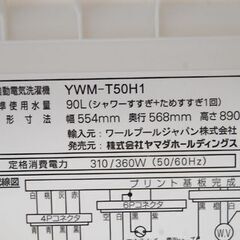 動電気洗濯機 YWM-T50H1
準使用水量 90L(シャワーすすぎ+ためすすぎ1回)
形寸法 幅554mm 奥行568mm 高さ890
輸入元:ワールプールジャパン株式会社
発売元:株式会社ヤマダホールディングス
定格消費電力 310/360W (50/60Hz)
線図 プリント基板完成
白 桃 灰 赤
4Pコネクタ 6Pコネクタ
W.V